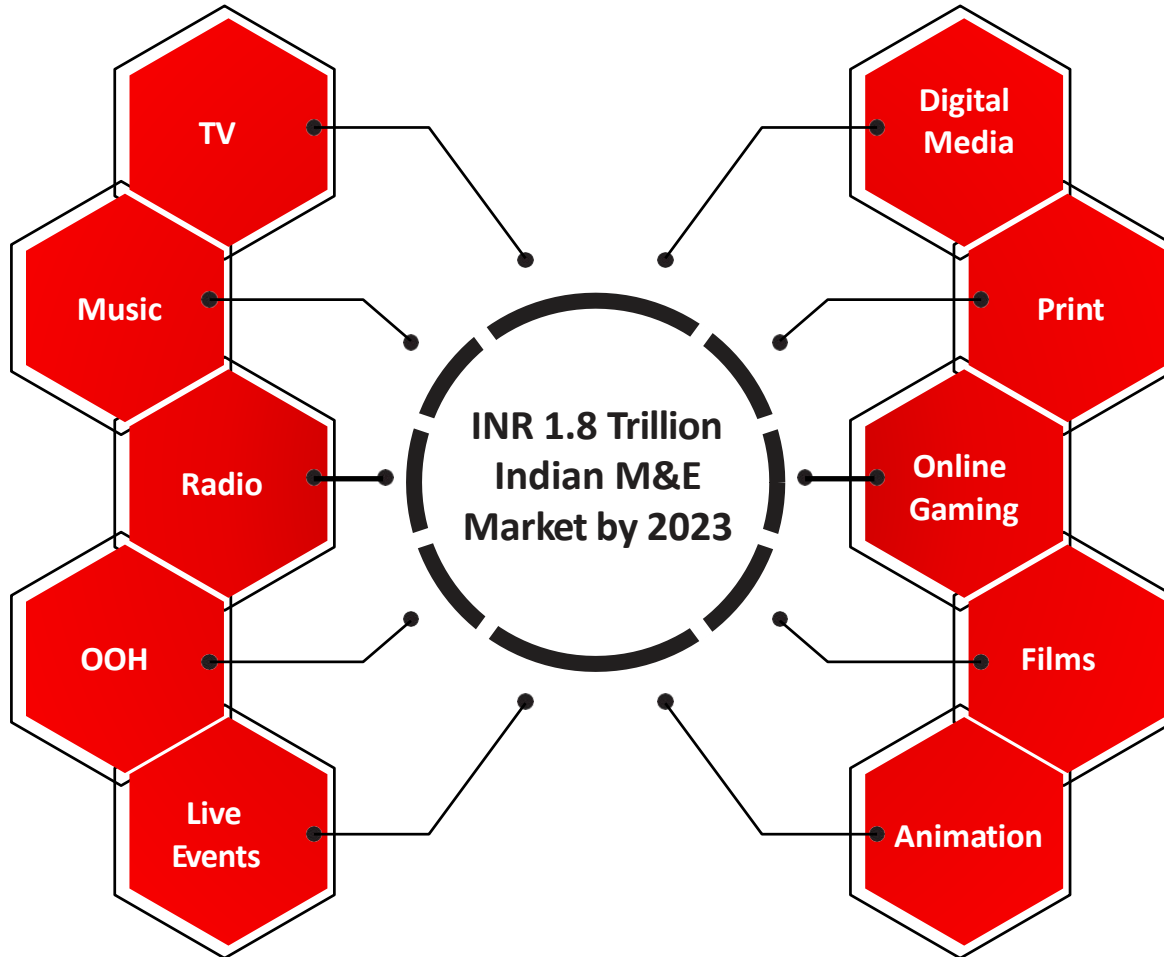 TV
Music
Radio
OOH
Live
Events
INR 1.8 Trillion
Indian M&E
Market by 2023
Digital
Media
Print
Online
Gaming
Films
Animation